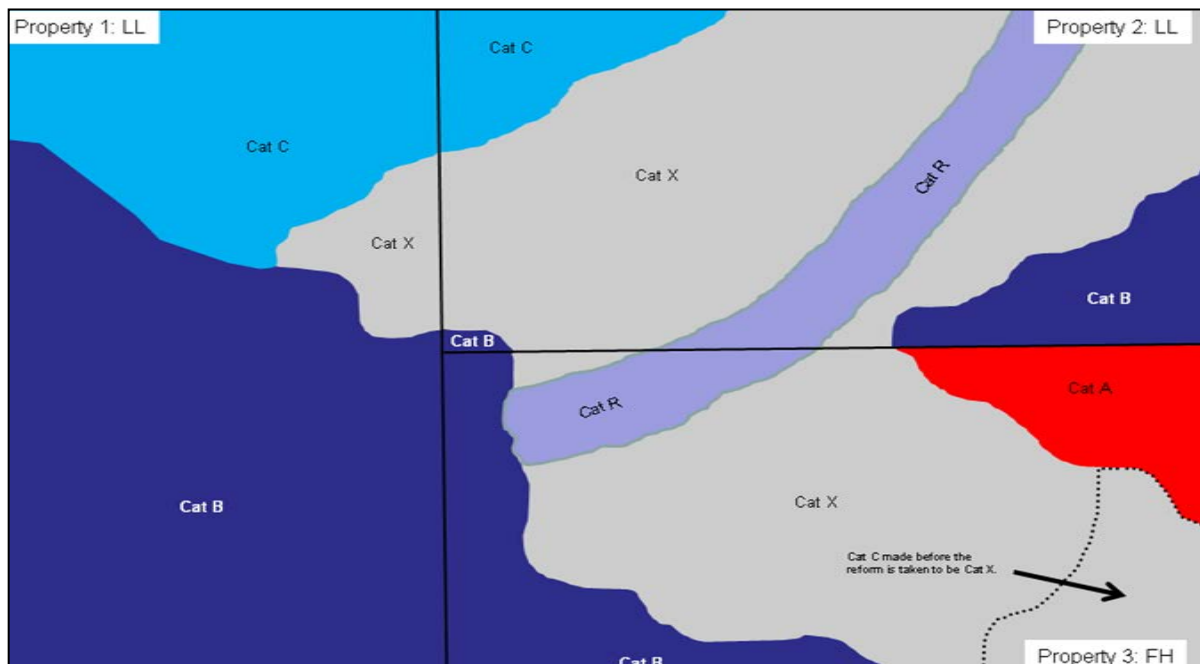 Property 1: LL
Cat C
Property 2: LL
Cat C
Cat X
Cat R
Cat X
Cat B
Cat B
Cat A
Cat R
Cat B
Cat X
Cat C made before the
reform is taken to be Cat X.
Cat B
Property 3: FH